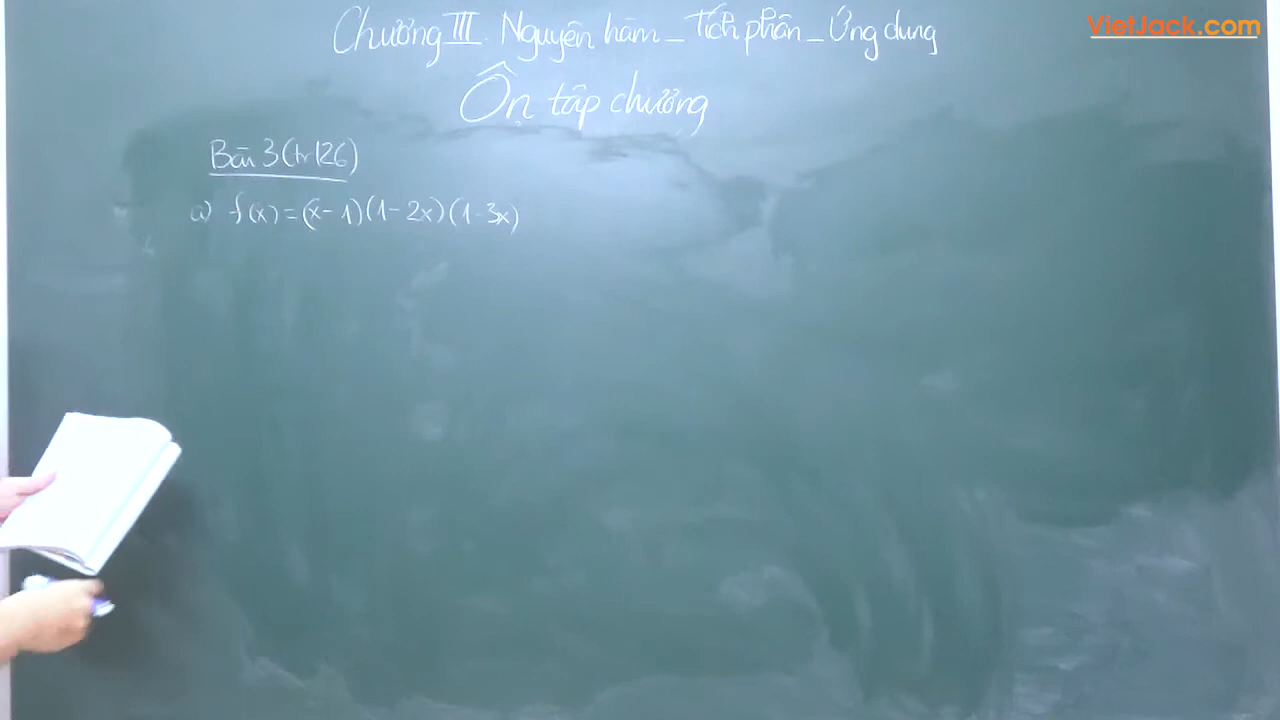 Chương III. Nguyên hàm - Tích phân - Ứng dụng
VietJack.com
Ôn tập chương
Bài 3 (tr 126)
a) f(x) = (x - 1)(1 - 2x)(1 - 3x)